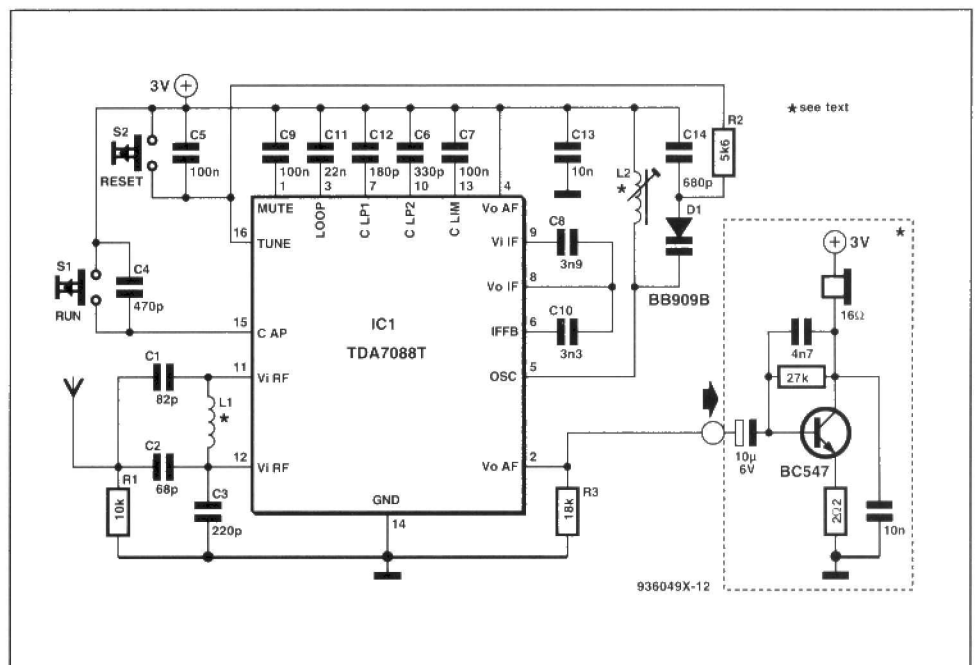 3V
★ see text
S2
RESET
C5
100n
C9
100n
1
C11
22n
3
C12
180p
7
C6
330p
10
C7
100n
13
4
C13
10n
L2
★
C14
680p
R2
5k6
D1
BB909B
MUTE
LOOP
C LP1
C LP2
C LIM
Vo AF
16
TUNE
Vi IF
9
C8
3n9
Vo IF
8
S1
RUN
C4
470p
15
C AP
IC1
TDA7088T
IFFB
6
C10
3n3
OSC
5
C1
82p
11
Vi RF
L1
★
C2
68p
12
Vi RF
R1
10k
C3
220p
GND
14
Vo AF
2
R3
18k
★
3V
16Ω
4n7
27k
10µ
6V
BC547
2Ω2
10n
936049X-12